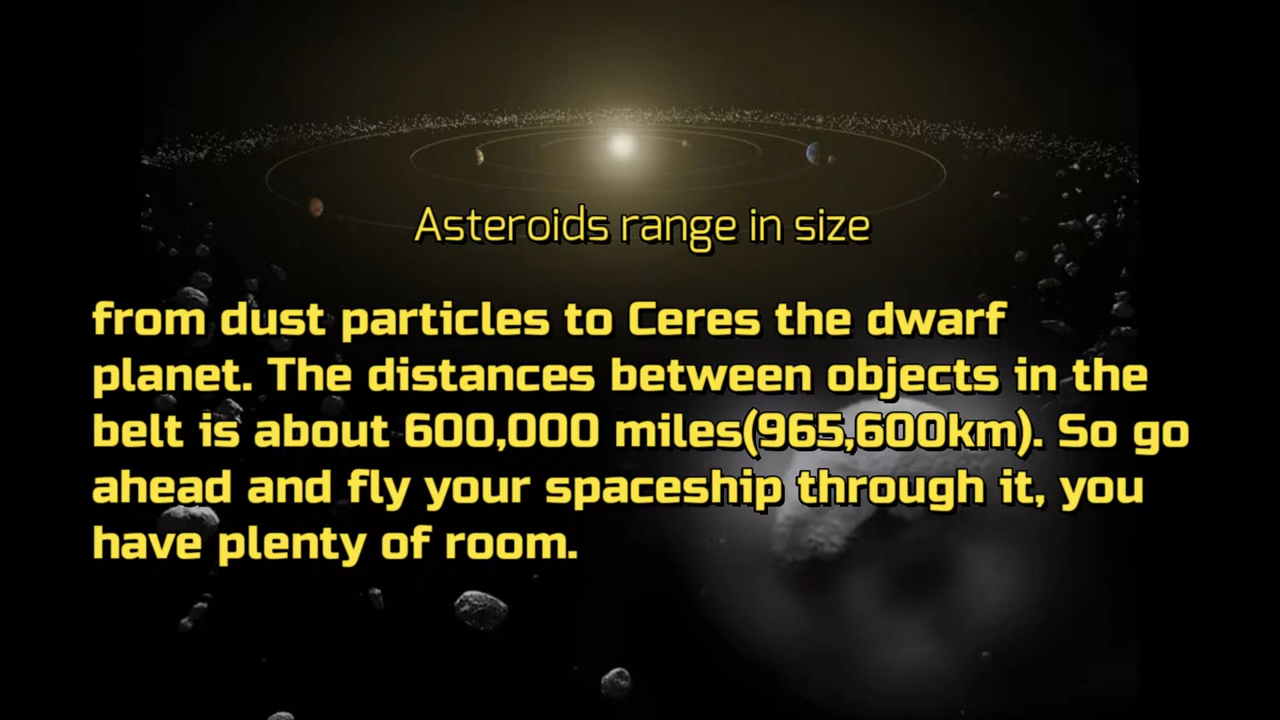 Asteroids range in size
from dust particles to Ceres the dwarf
planet. The distances between objects in the
belt is about 600,000 miles(965,600km). So go
ahead and fly your spaceship through it, you
have plenty of room.